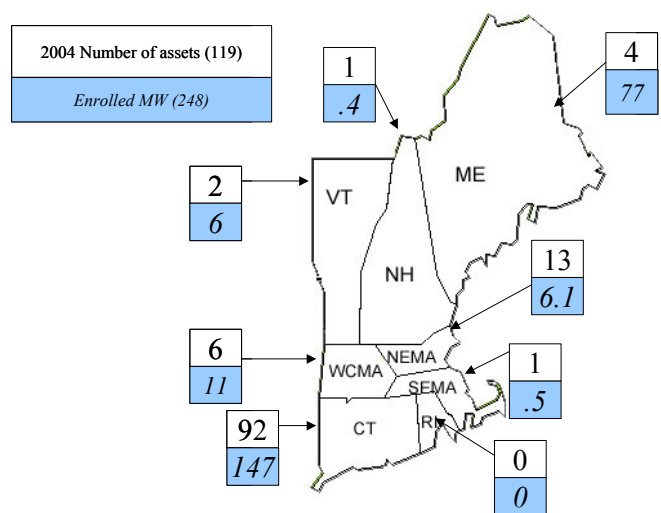 2004 Number of assets (119)
Enrolled MW (248)
1
.4
4
77
2
6
VT
ME
NH
13
6.1
6
11
WCMA
NEMA
SEMA
1
.5
92
147
CT
RI
0
0